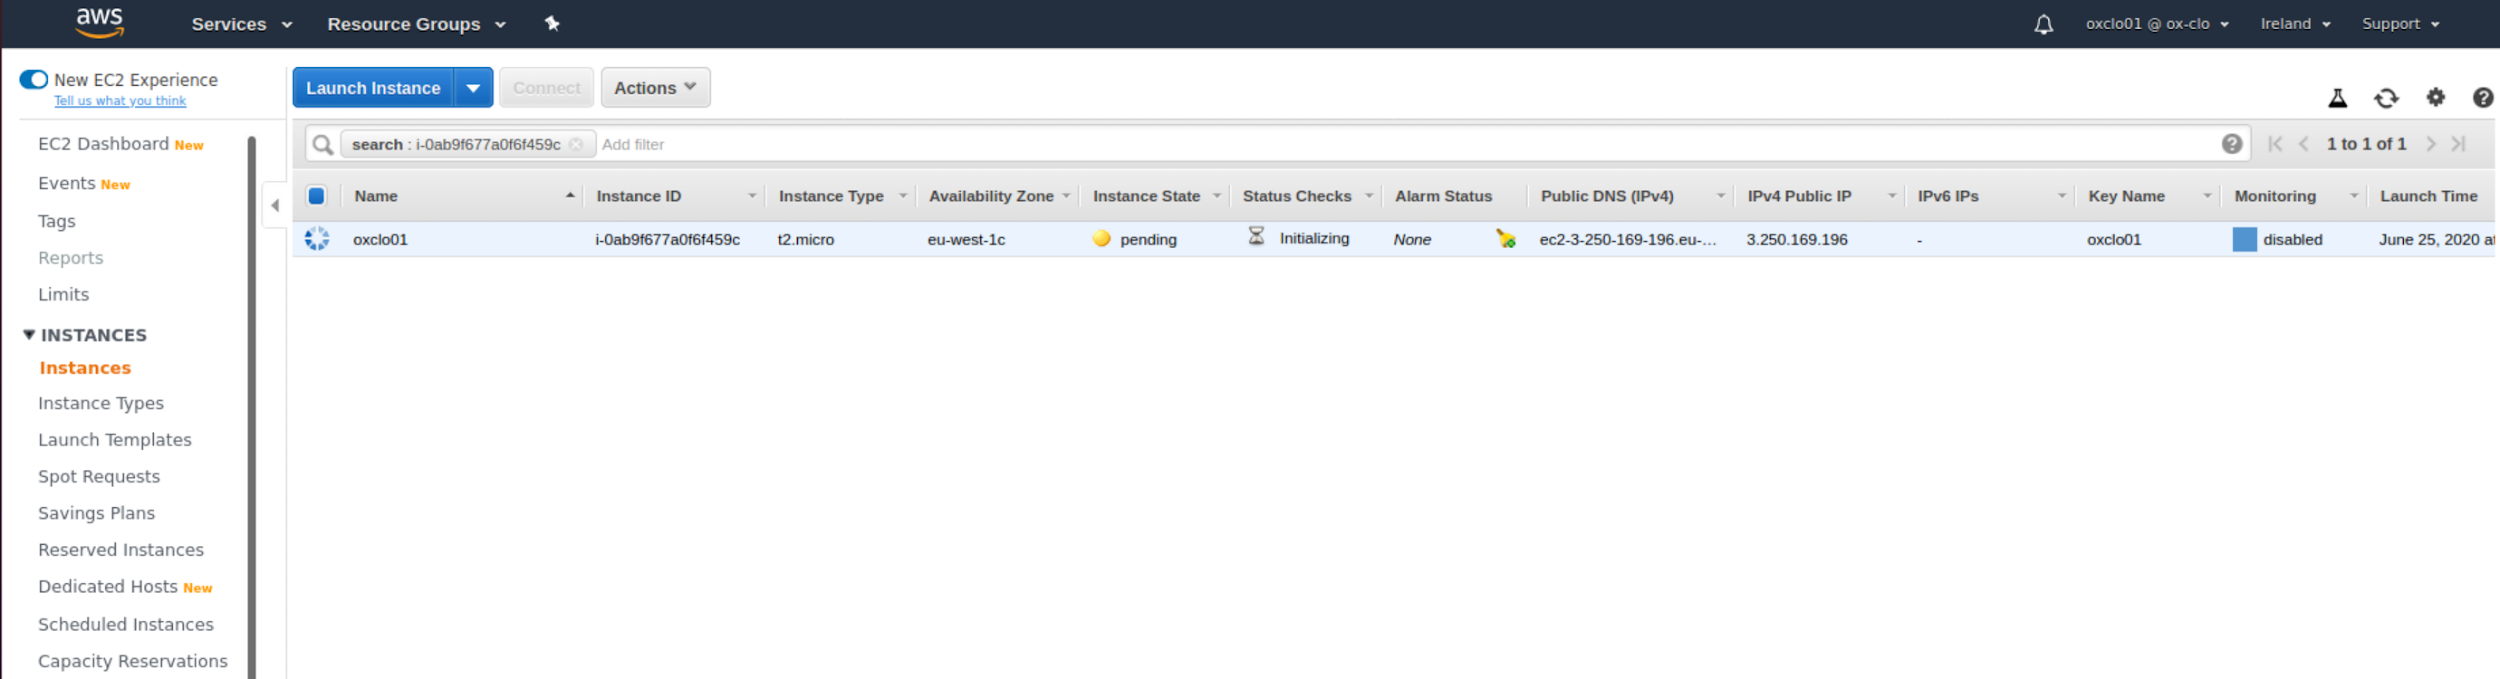 aws Services Resource Groups oxclo01 @ ox-clo Ireland Support
New EC2 Experience
Tell us what you think
EC2 Dashboard New
Events New
Tags
Reports
Limits
INSTANCES
Instances
Instance Types
Launch Templates
Spot Requests
Savings Plans
Reserved Instances
Dedicated Hosts New
Scheduled Instances
Capacity Reservations
Launch Instance Connect Actions
search : i-0ab9f677a0f6f459c Add filter 1 to 1 of 1
Name Instance ID Instance Type Availability Zone Instance State Status Checks Alarm Status Public DNS (IPv4) IPv4 Public IP IPv6 IPs Key Name Monitoring Launch Time
oxclo01 i-0ab9f677a0f6f459c t2.micro eu-west-1c pending Initializing None ec2-3-250-169-196.eu-... 3.250.169.196 - oxclo01 disabled June 25, 2020 at